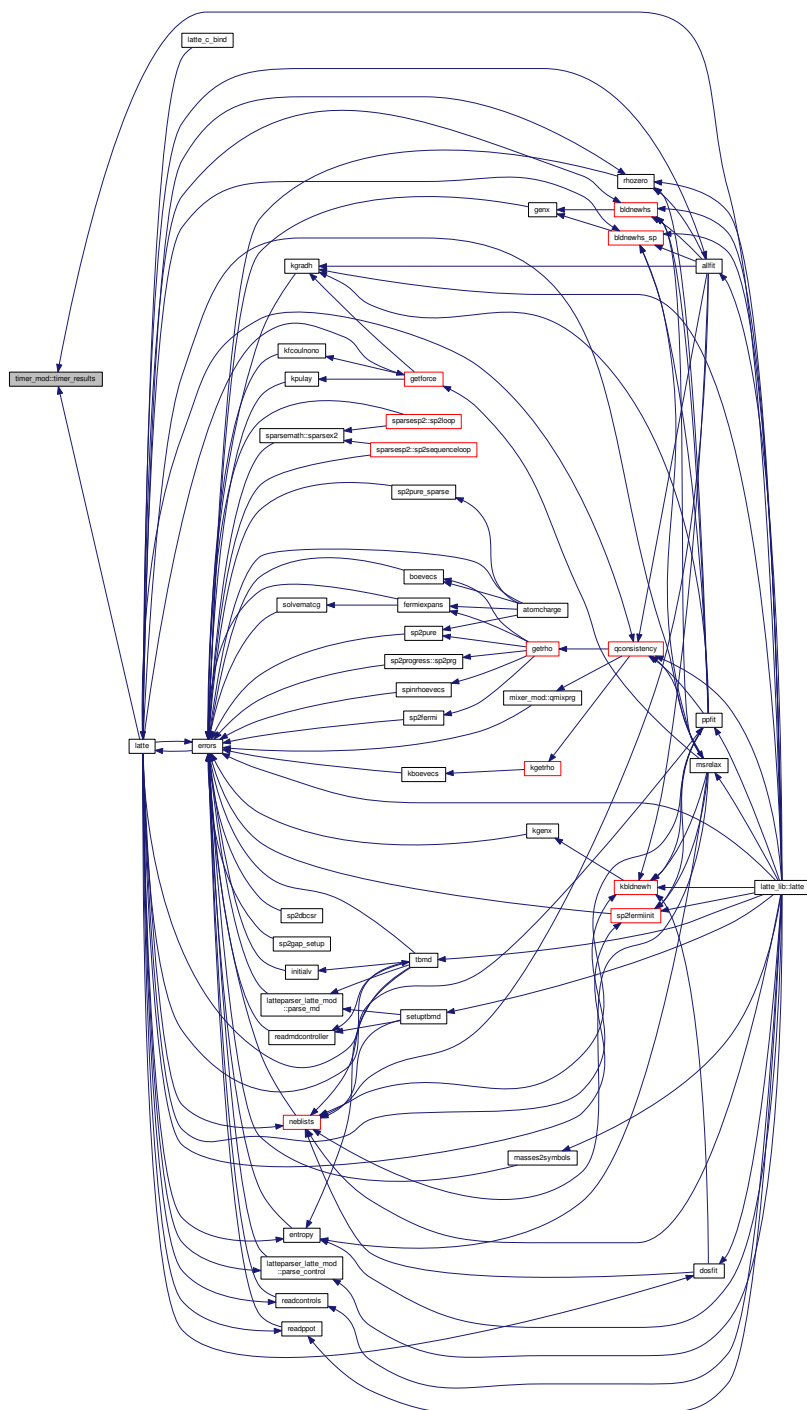 latte_c_bind
rhozero
genx
bldnewhs
bldnewhs_sp
kgradh
allfit
kfcoulnono
timer_mod::timer_results
kpulay
getforce
sparsesp2::sp2loop
sparsemath::sparsex2
sparsesp2::sp2sequenceloop
sp2pure_sparse
boevecs
solvematcg
fermiexpans
atomcharge
sp2pure
getrho
qconsistency
sp2progress::sp2prg
spinrhoevecs
mixer_mod::qmixprg
sp2fermi
ppfit
latte
errors
msrelax
kboevecs
kgetrho
kgenx
kbldnewh
latte_lib::latte
sp2dbcsr
sp2fermiinit
sp2gap_setup
tbmd
initialv
latteparser_latte_mod
::parse_md
setuptbmd
readmdcontroller
neblists
masses2symbols
entropy
latteparser_latte_mod
::parse_control
dosfit
readcontrols
readppot